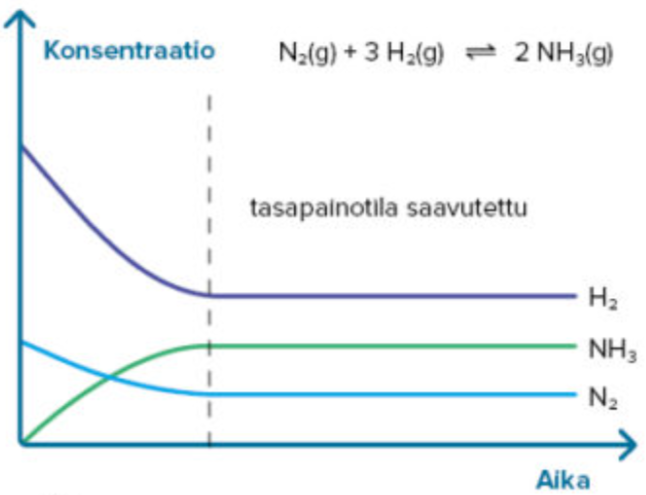 Konsentraatio
N₂(g) + 3 H₂(g) ⇌ 2 NH₃(g)
tasapainotila saavutettu
H₂
NH₃
N₂
Aika